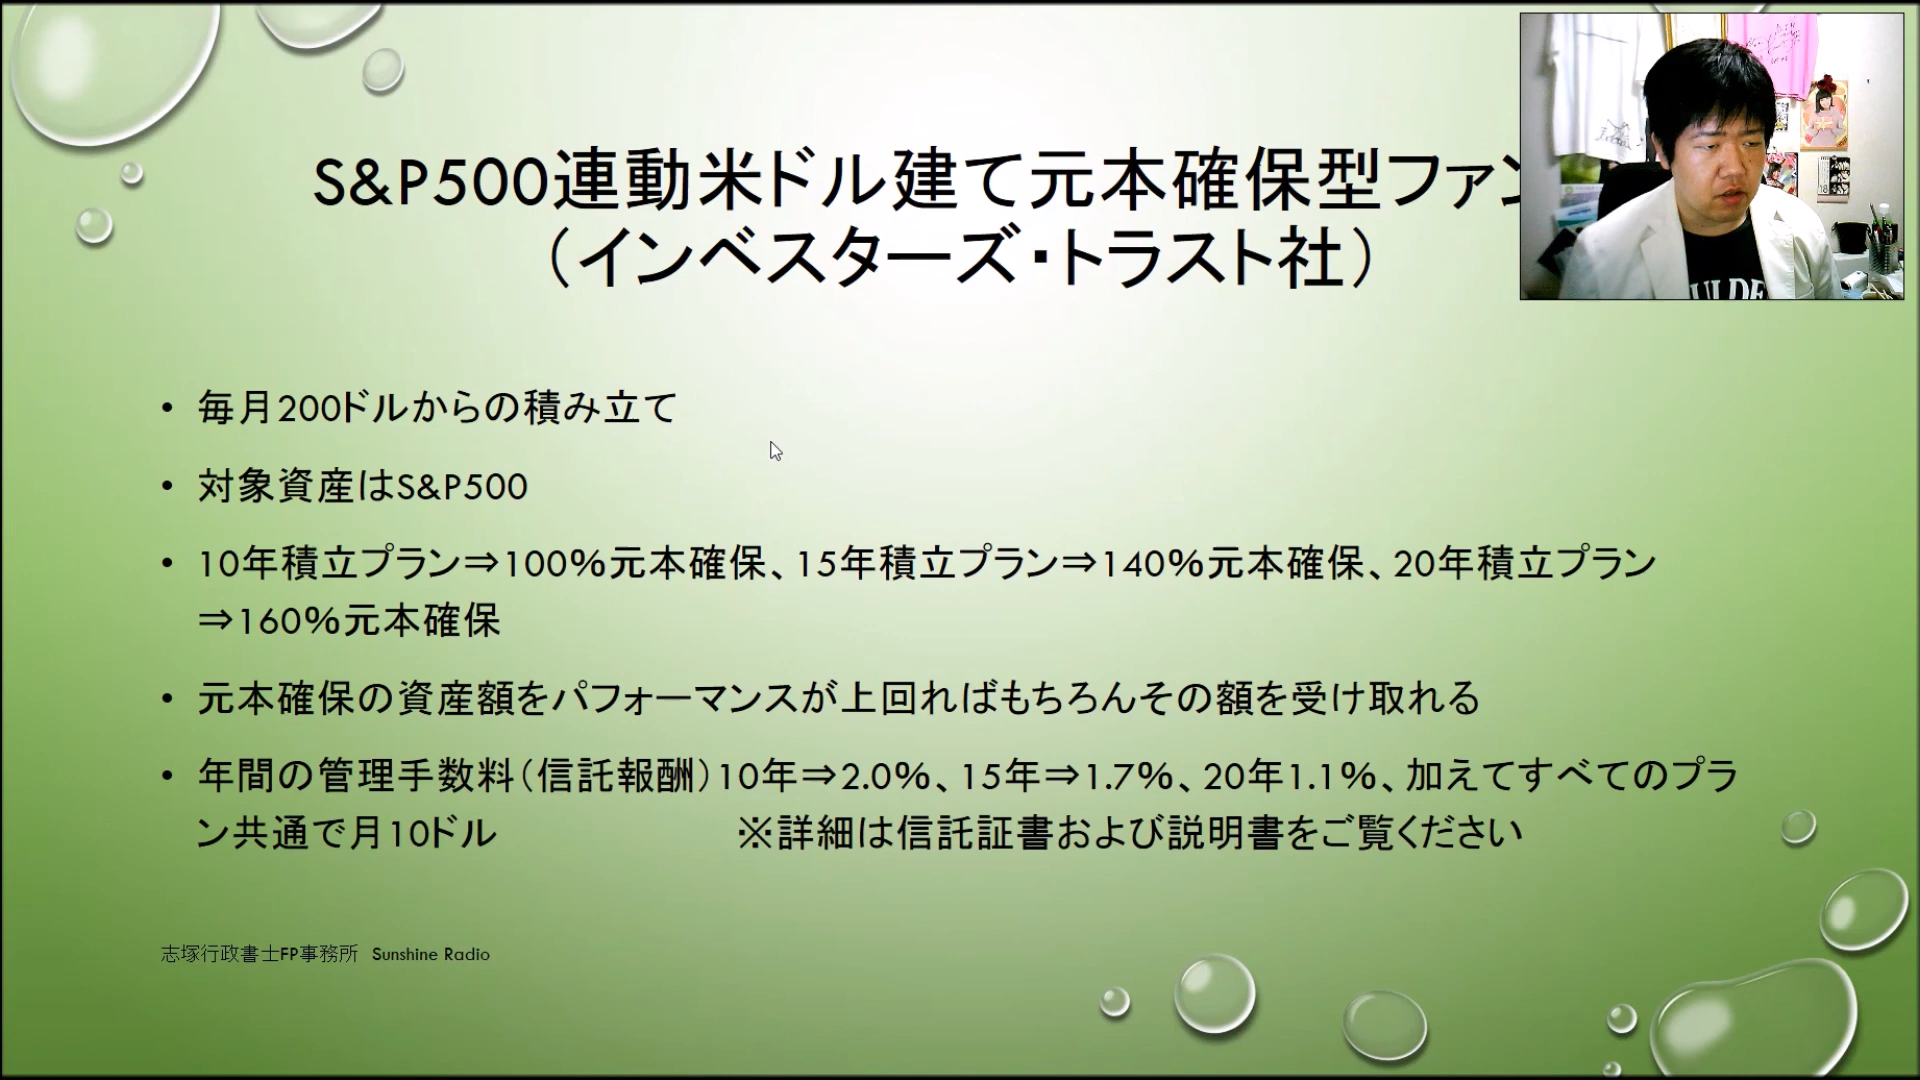 S&P500連動米ドル建て元本確保型ファン
（インベスターズ・トラスト社）
• 毎月200ドルからの積み立て
• 対象資産はS&P500
• 10年積立プラン⇒100%元本確保、15年積立プラン⇒140%元本確保、20年積立プラン
⇒160%元本確保
• 元本確保の資産額をパフォーマンスが上回ればもちろんその額を受け取れる
• 年間の管理手数料（信託報酬）10年⇒2.0%、15年⇒1.7%、20年1.1%、加えてすべてのプラ
ン共通で月10ドル ※詳細は信託証書および説明書をご覧ください
志塚行政書士FP事務所 Sunshine Radio